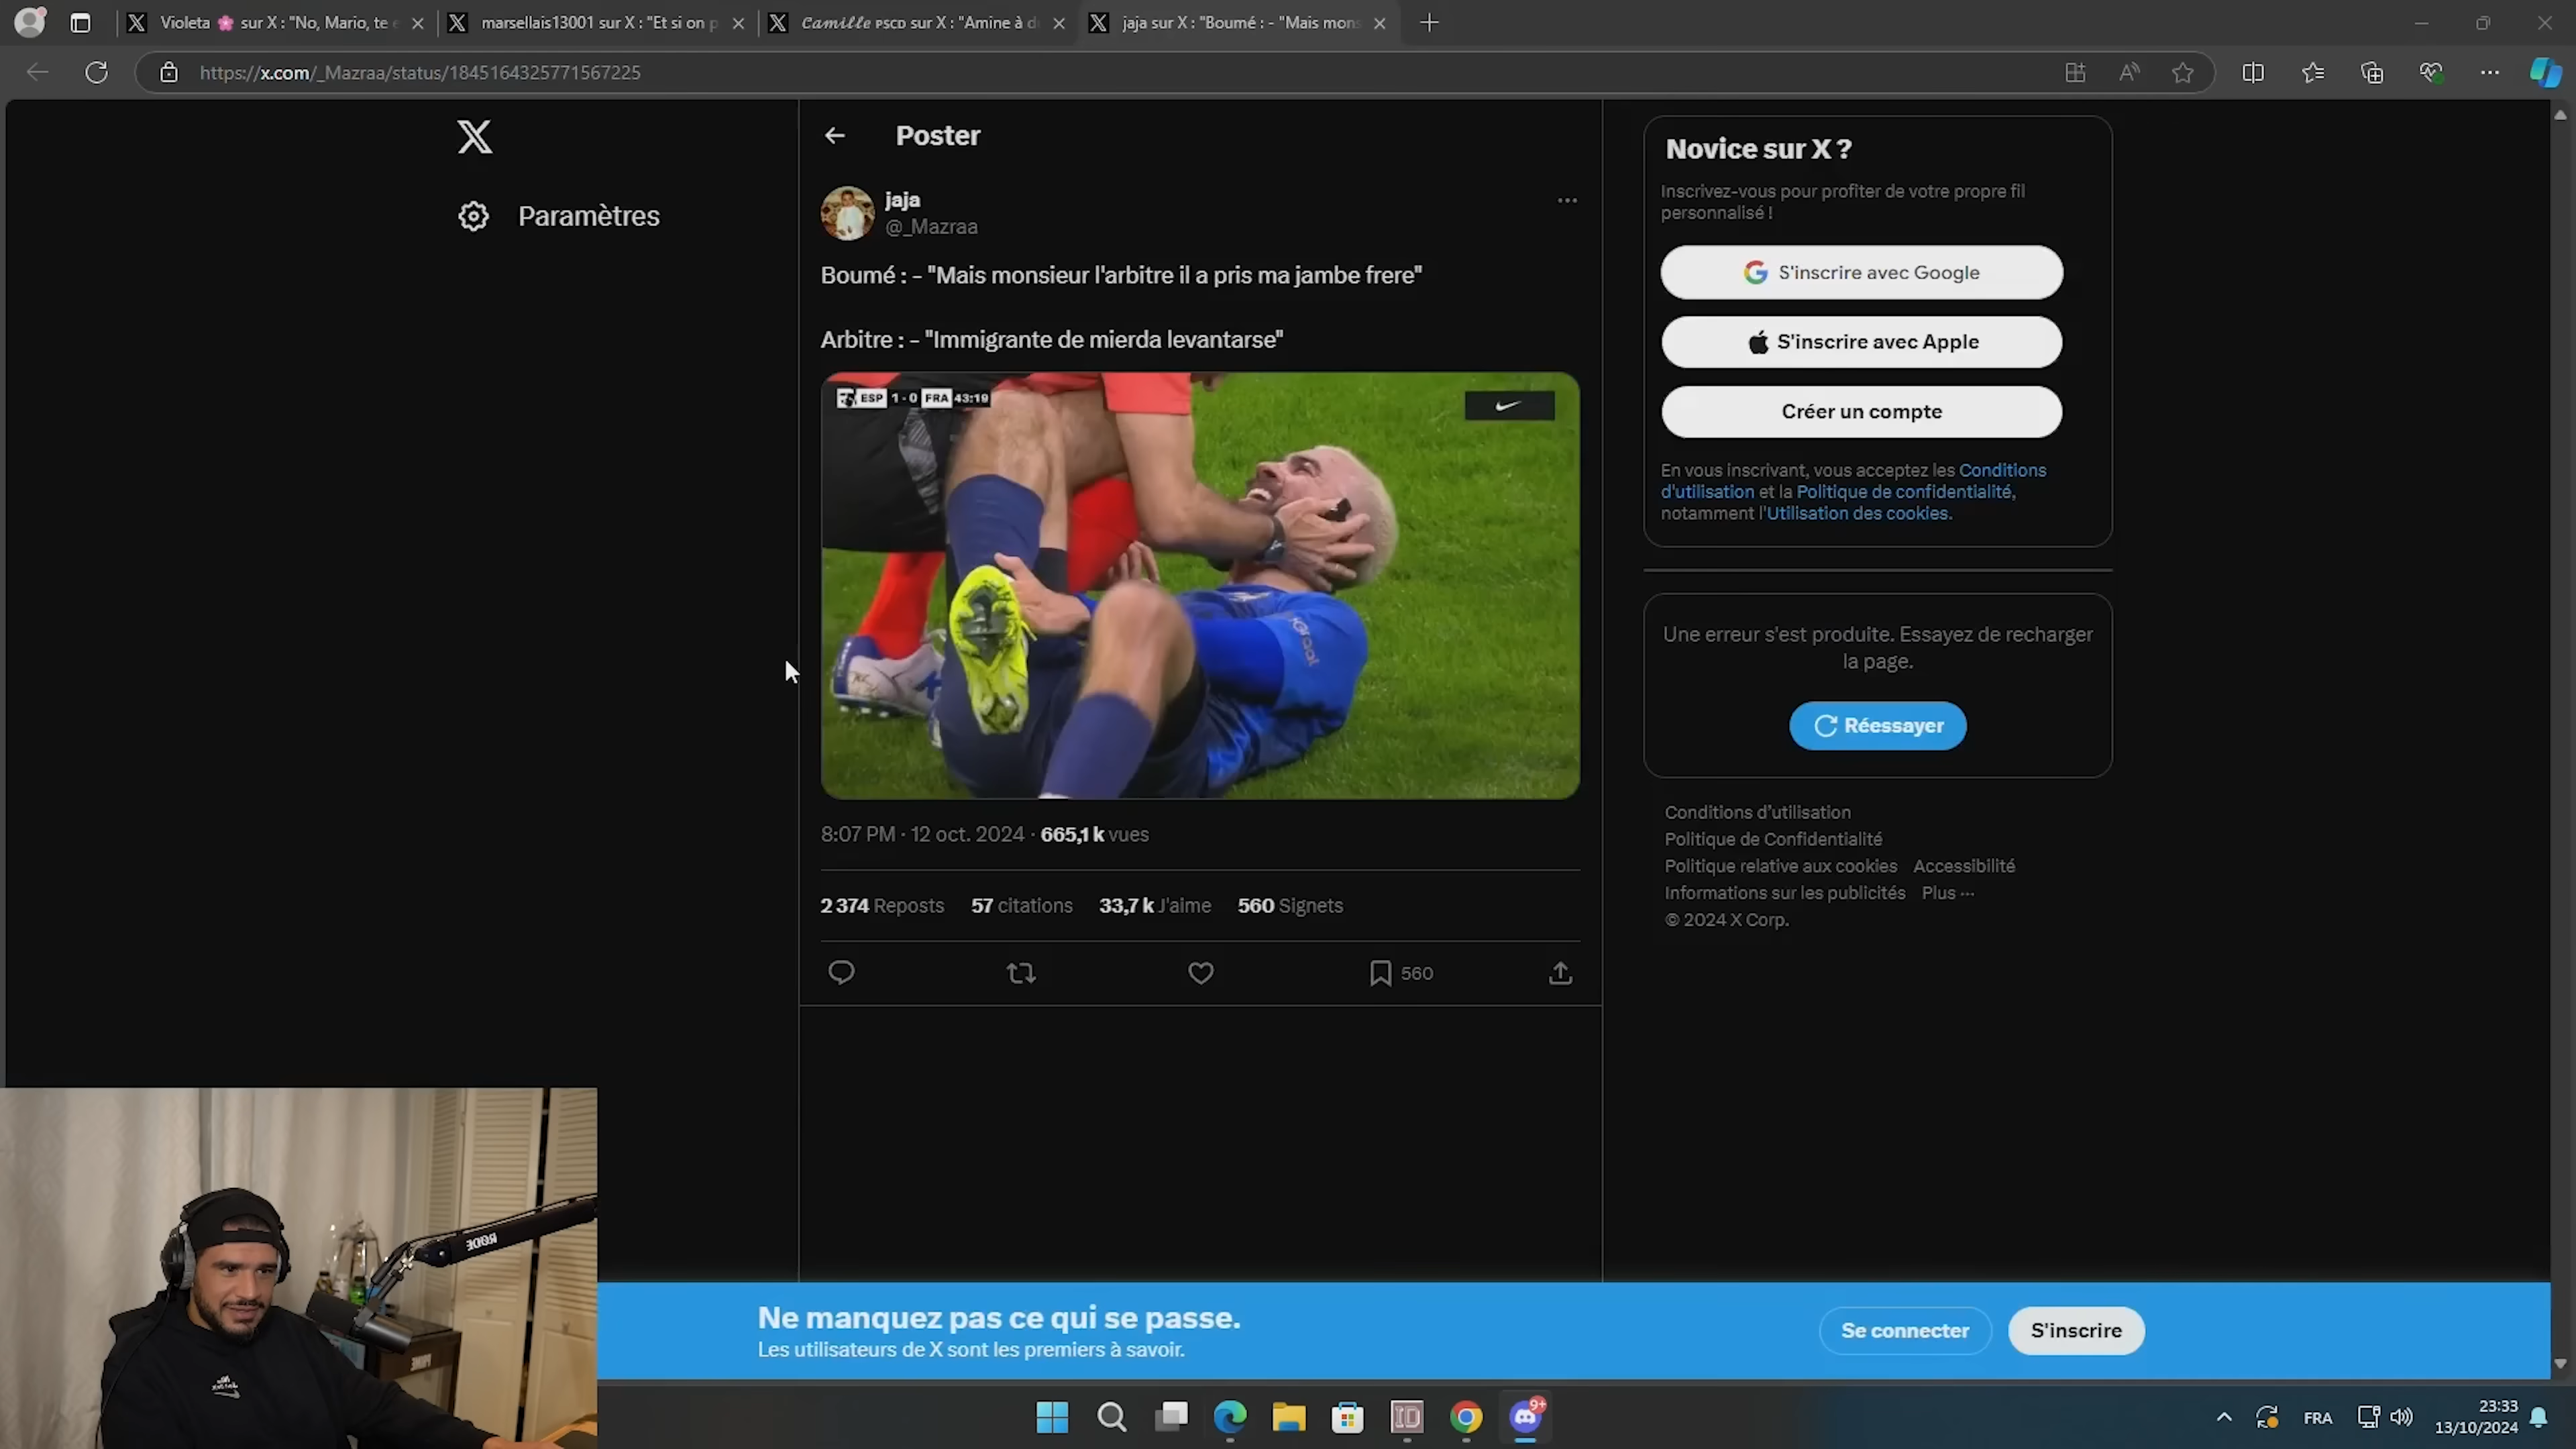 Violeta 🌸 sur X : "No, Mario, te e
marsellais13001 sur X : "Et si on p
Camille PSCD sur X : "Amine à d
jaja sur X : "Boumé : - "Mais mons
https://x.com/_Mazraa/status/1845164325771567225
Paramètres
Poster
jaja
@_Mazraa
Boumé : - "Mais monsieur l'arbitre il a pris ma jambe frere"
Arbitre : - "Immigrante de mierda levantarse"
ESP 1 - 0 FRA 43:19
8:07 PM · 12 oct. 2024 · 665,1 k vues
2 374 Reposts 57 citations 33,7 k J'aime 560 Signets
560
Novice sur X ?
Inscrivez-vous pour profiter de votre propre fil
personnalisé !
S'inscrire avec Google
S'inscrire avec Apple
Créer un compte
En vous inscrivant, vous acceptez les Conditions
d'utilisation et la Politique de confidentialité,
notamment l'Utilisation des cookies.
Une erreur s'est produite. Essayez de recharger
la page.
Réessayer
Conditions d'utilisation
Politique de Confidentialité
Politique relative aux cookies Accessibilité
Informations sur les publicités Plus ···
© 2024 X Corp.
RØDE
Ne manquez pas ce qui se passe.
Les utilisateurs de X sont les premiers à savoir.
Se connecter
S'inscrire
9+
FRA
23:33
13/10/2024